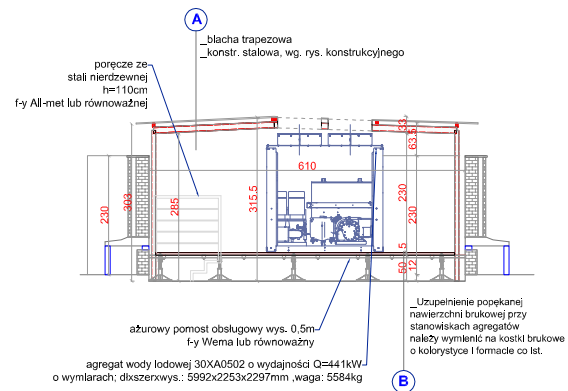 A
_blacha trapezowa
_konstr. stalowa, wg. rys. konstrukcyjnego
poręcze ze
stali nierdzewnej
h=110cm
f-y All-met lub równoważnej
33
63.5
610
230
303
285
315.5
230
230
5
50
12
_Uzupełnienie popękanej
nawierzchni brukowej przy
stanowiskach agregatów
należy wymienić na kostki brukowe
o kolorystyce i formacie co Ist.
ażurowy pomost obsługowy wys. 0,5m
f-y Wema lub równoważny
agregat wody lodowej 30XA0502 o wydajności Q=441kW
o wymiarach; dłxszerxwys.: 5992x2253x2297mm ,waga: 5584kg
B